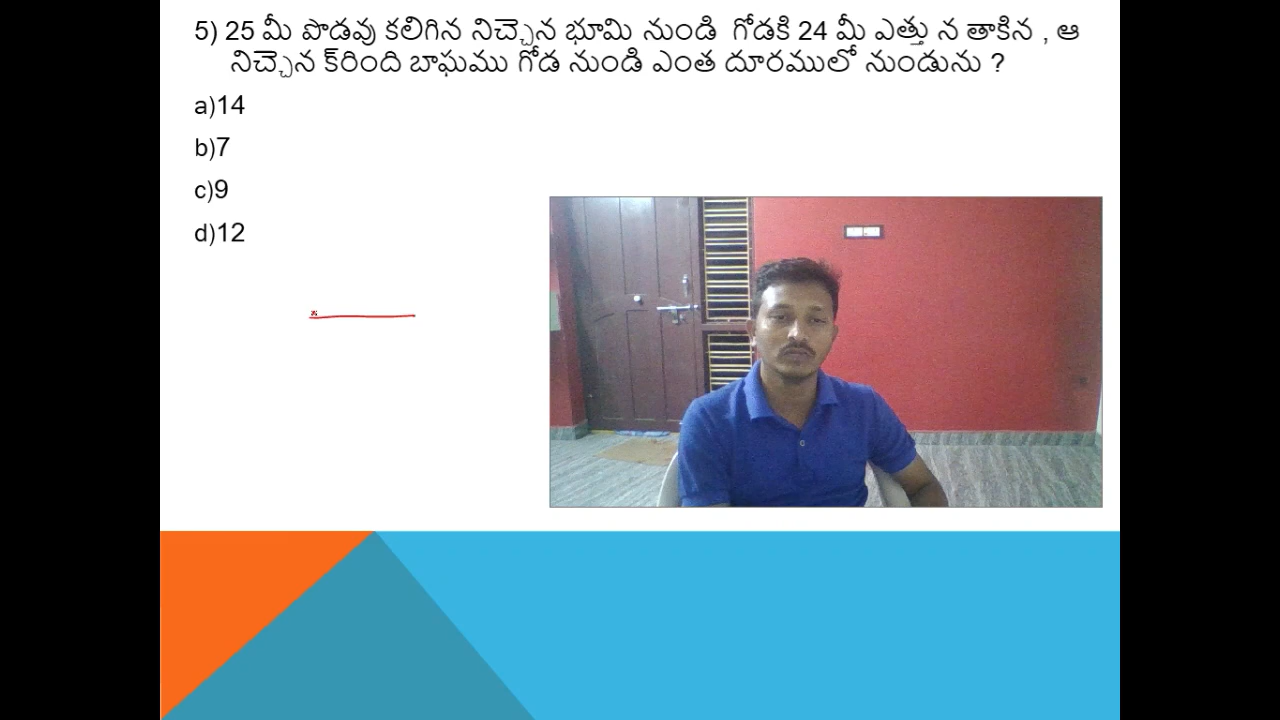 5) 25 మీ పొడవు కలిగిన నిచ్చెన భూమి నుండి గోడకి 24 మీ ఎత్తు న తాకిన , ఆ
నిచ్చెన క్‌రింది బాఘము గోడ నుండి ఎంత దూరములో నుండును ?
a)14
b)7
c)9
d)12